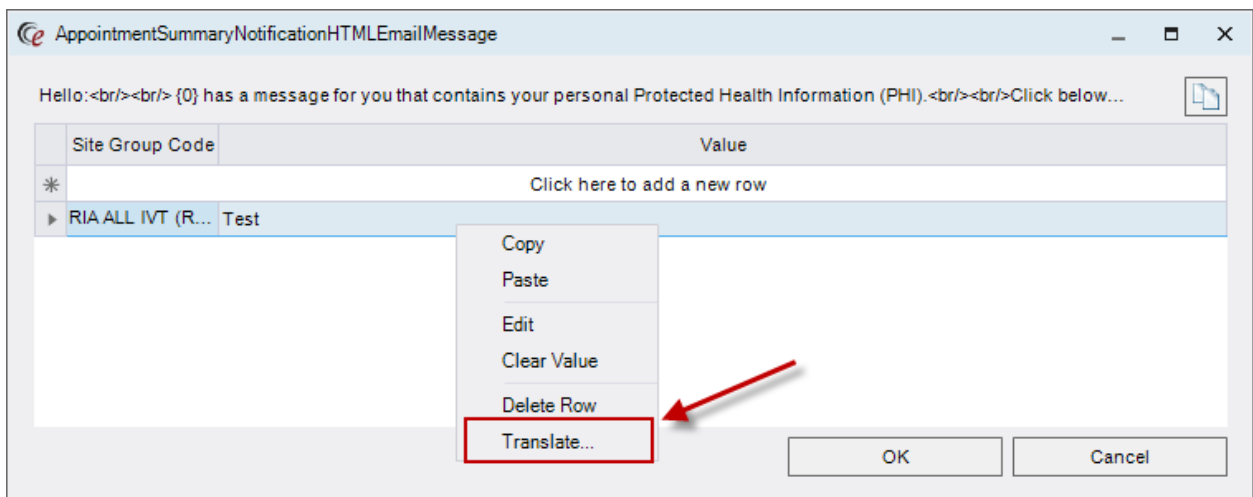 AppointmentSummaryNotificationHTMLEmailMessage
Hello:<br/><br/> {0} has a message for you that contains your personal Protected Health Information (PHI).<br/><br/>Click below...
Site Group Code Value
Click here to add a new row
RIA ALL IVT (R... Test
Copy
Paste
Edit
Clear Value
Delete Row
Translate...
OK Cancel